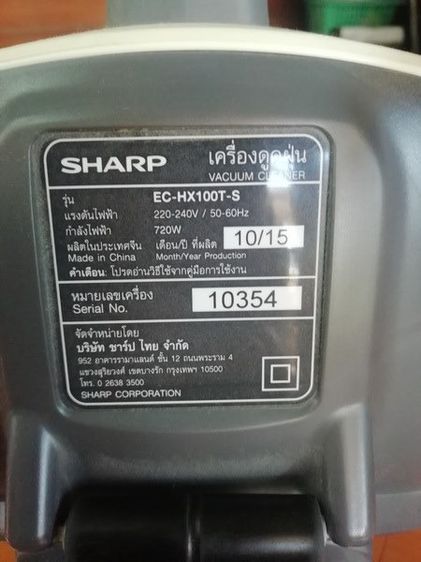 SHARP เครื่องดูดฝุ่น
VACUUM CLEANER
รุ่น EC-HX100T-S
แรงดันไฟฟ้า 220-240V / 50-60Hz
กำลังไฟฟ้า 720W
ผลิตในประเทศจีน เดือน/ปี ที่ผลิต 10/15
Made in China Month/Year Production
คำเตือน: โปรดอ่านวิธีใช้จากคู่มือการใช้งาน
หมายเลขเครื่อง 10354
Serial No.
จัดจำหน่ายโดย
บริษัท ชาร์ป ไทย จำกัด
952 อาคารรามาแลนด์ ชั้น 12 ถนนพระราม 4
แขวงสุริยวงศ์ เขตบางรัก กรุงเทพฯ 10500
โทร. 0 2638 3500
SHARP CORPORATION